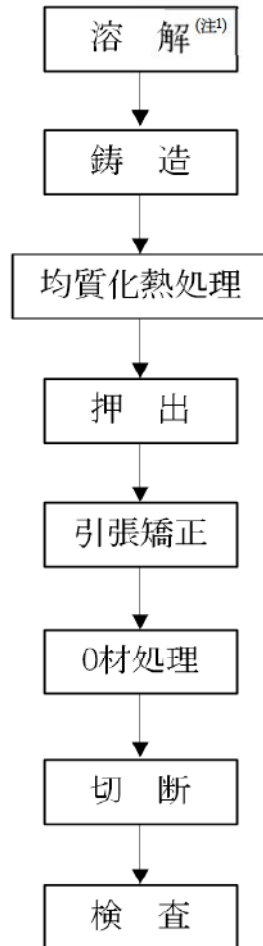 溶 解(注1)
鋳 造
均質化熱処理
押 出
引張矯正
O材処理
切 断
検 査